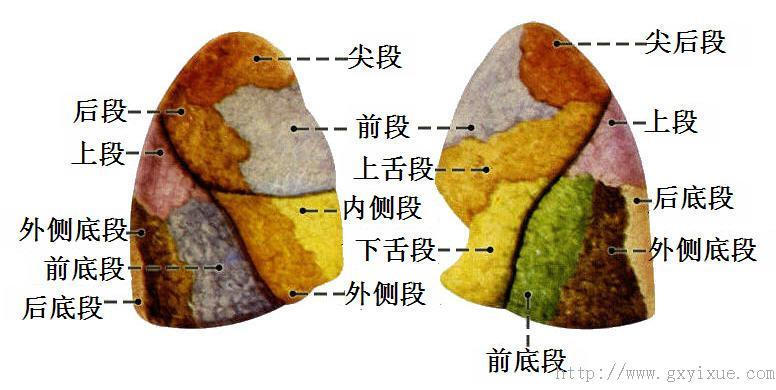 尖段
后段
前段
上段
内侧段
外侧底段
前底段
外侧段
后底段
尖后段
上段
上舌段
后底段
下舌段
外侧底段
前底段
http://www.gxyixue.com